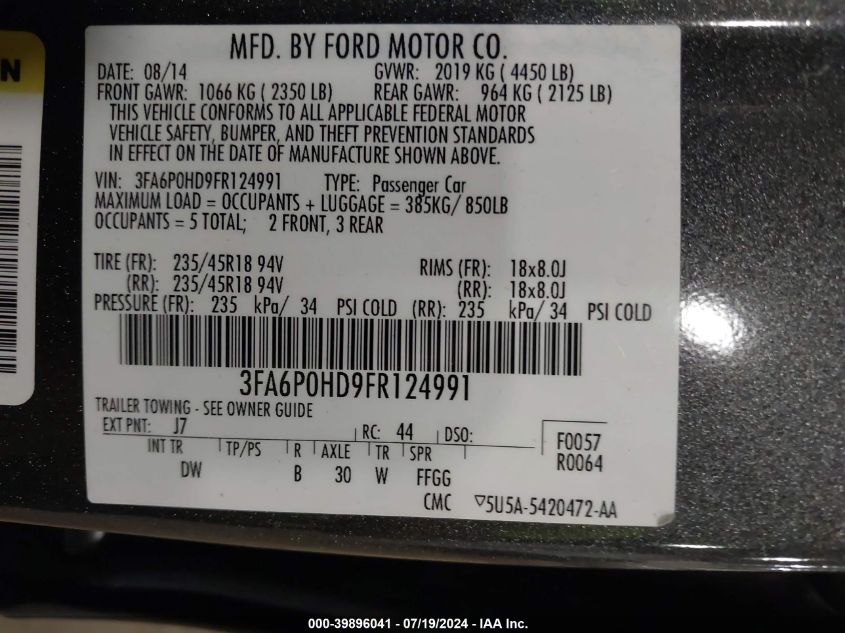 N
MFD. BY FORD MOTOR CO.
DATE: 08/14 GVWR: 2019 KG ( 4450 LB)
FRONT GAWR: 1066 KG ( 2350 LB) REAR GAWR: 964 KG ( 2125 LB)
THIS VEHICLE CONFORMS TO ALL APPLICABLE FEDERAL MOTOR
VEHICLE SAFETY, BUMPER, AND THEFT PREVENTION STANDARDS
IN EFFECT ON THE DATE OF MANUFACTURE SHOWN ABOVE.
VIN: 3FA6P0HD9FR124991 TYPE: Passenger Car
MAXIMUM LOAD = OCCUPANTS + LUGGAGE = 385KG/ 850LB
OCCUPANTS = 5 TOTAL; 2 FRONT, 3 REAR
TIRE (FR): 235/45R18 94V RIMS (FR): 18x8.0J
(RR): 235/45R18 94V (RR): 18x8.0J
PRESSURE (FR): 235 kPa/ 34 PSI COLD (RR): 235 kPa/ 34 PSI COLD
3FA6P0HD9FR124991
TRAILER TOWING - SEE OWNER GUIDE
EXT PNT: J7 RC: 44 DSO: F0057
INT TR TP/PS R AXLE TR SPR R0064
DW B 30 W FFGG
CMC ▽5U5A-5420472-AA
000-39896041 / 07/19/2024 - IAA Inc.